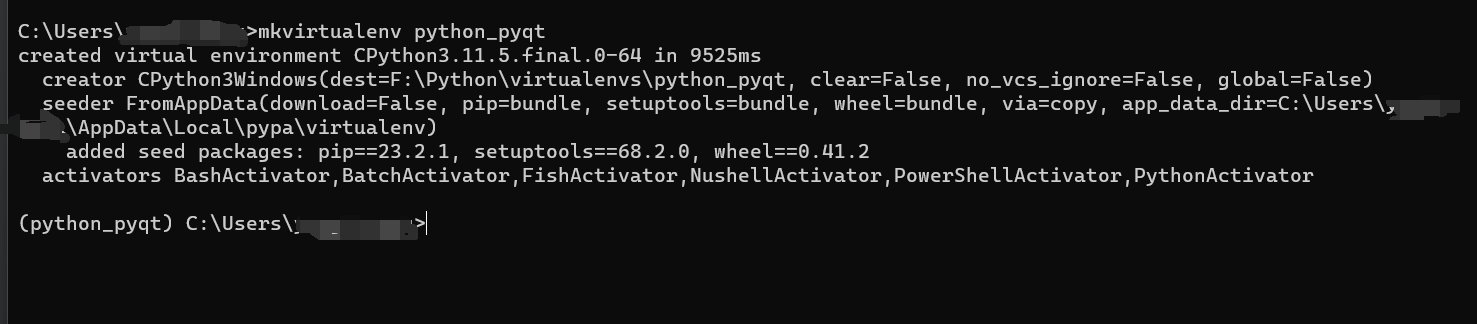 C:\Users\ >mkvirtualenv python_pyqt
created virtual environment CPython3.11.5.final.0-64 in 9525ms
creator CPython3Windows(dest=F:\Python\virtualenvs\python_pyqt, clear=False, no_vcs_ignore=False, global=False)
seeder FromAppData(download=False, pip=bundle, setuptools=bundle, wheel=bundle, via=copy, app_data_dir=C:\Users\
\AppData\Local\pypa\virtualenv)
added seed packages: pip==23.2.1, setuptools==68.2.0, wheel==0.41.2
activators BashActivator,BatchActivator,FishActivator,NushellActivator,PowerShellActivator,PythonActivator
(python_pyqt) C:\Users\ >